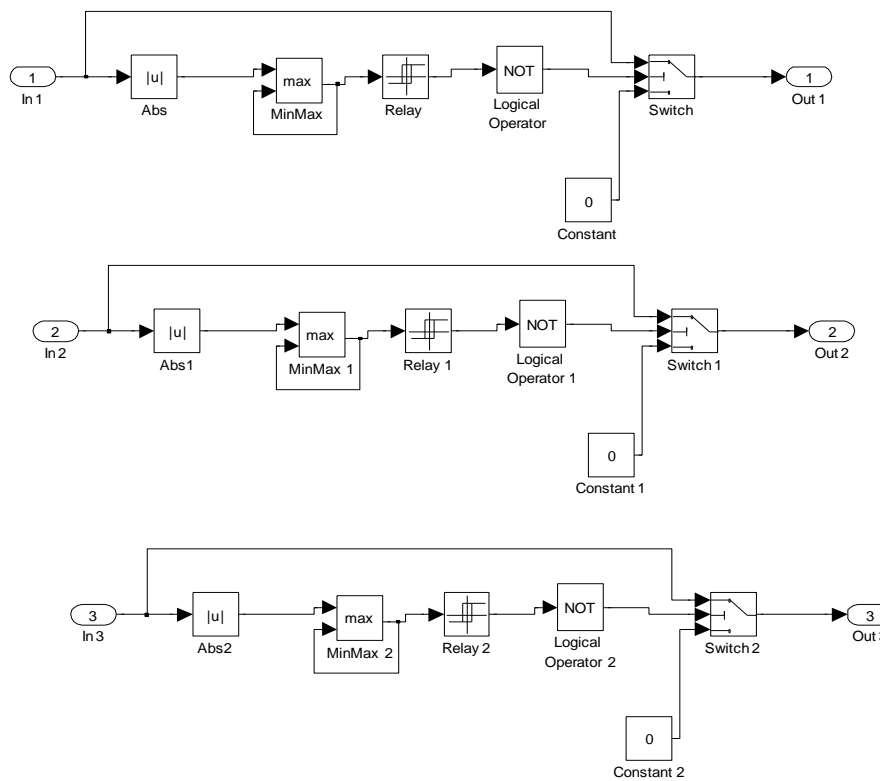 1
In 1
|u|
Abs
max
MinMax
Relay
NOT
Logical
Operator
0
Constant
Switch
1
Out 1
2
In 2
|u|
Abs1
max
MinMax 1
Relay 1
NOT
Logical
Operator 1
0
Constant 1
Switch 1
2
Out 2
3
In 3
|u|
Abs2
max
MinMax 2
Relay 2
NOT
Logical
Operator 2
0
Constant 2
Switch 2
3
Out 3